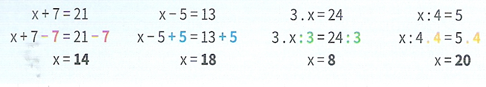 x + 7 = 21
x + 7 - 7 = 21 - 7
x = 14
x - 5 = 13
x - 5 + 5 = 13 + 5
x = 18
3 . x = 24
3 . x : 3 = 24 : 3
x = 8
x : 4 = 5
x : 4 . 4 = 5 . 4
x = 20